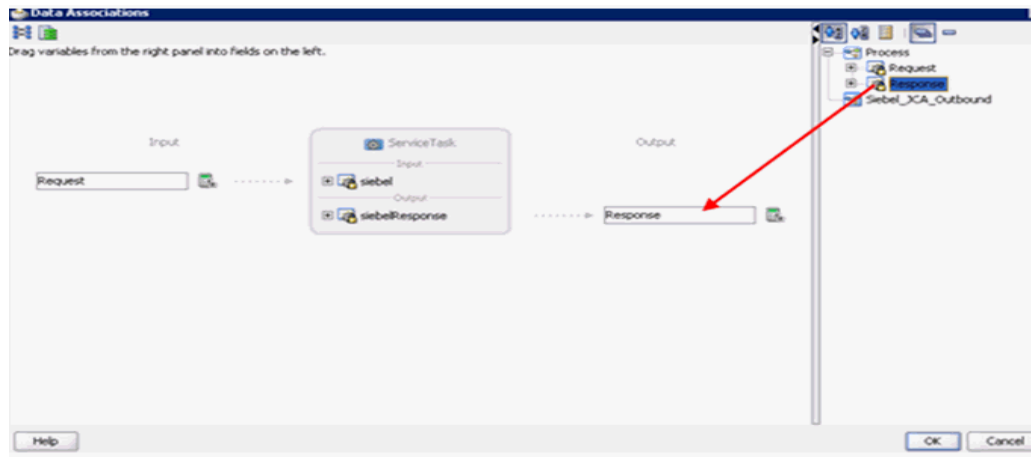 Data Associations
Drag variables from the right panel into fields on the left.
Process
Request
Response
Siebel_JCA_Outbound
Input
ServiceTask
Output
Input
Request
siebel
Output
siebelResponse
Response
Help
OK
Cancel